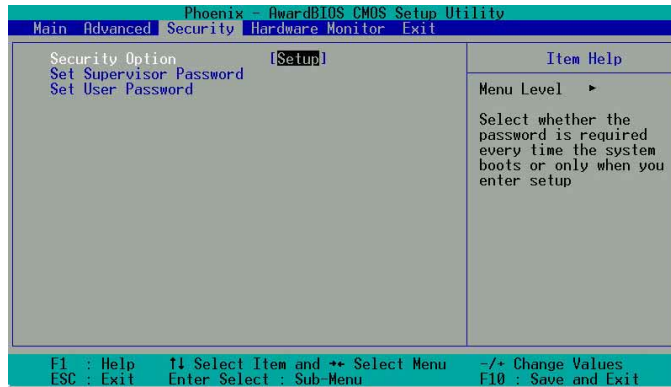 Phoenix - AwardBIOS CMOS Setup Utility
Main Advanced Security Hardware Monitor Exit
Security Option [Setup]
Set Supervisor Password
Set User Password
Item Help
Menu Level ►
Select whether the
password is required
every time the system
boots or only when you
enter setup
F1 : Help ↑↓ Select Item and →← Select Menu -/+ Change Values
ESC : Exit Enter Select : Sub-Menu F10 : Save and Exit